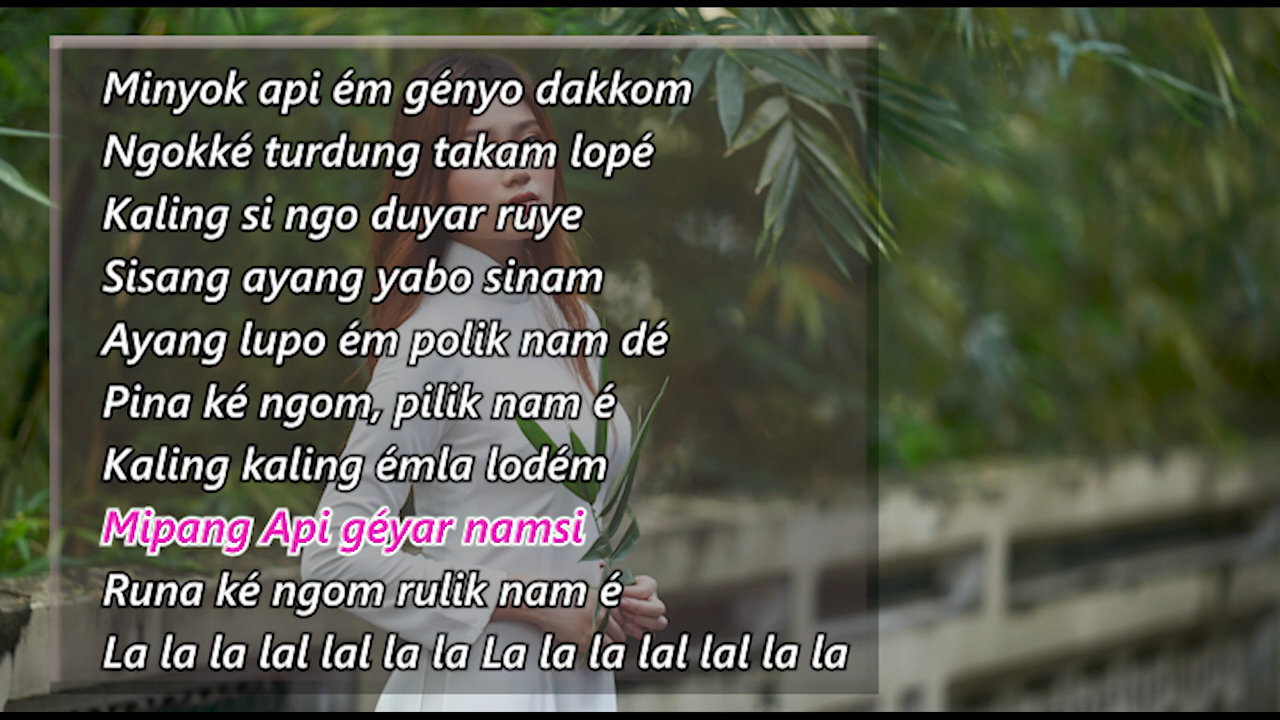 Minyok api ém gényo dakkom
Ngokké turdung takam lopé
Kaling si ngo duyar ruye
Sisang ayang yabo sinam
Ayang lupo ém polik nam dé
Pina ké ngom, pilik nam é
Kaling kaling émla lodém
Mipang Api géyar namsi
Runa ké ngom rulik nam é
La la la lal lal la la La la la lal lal la la